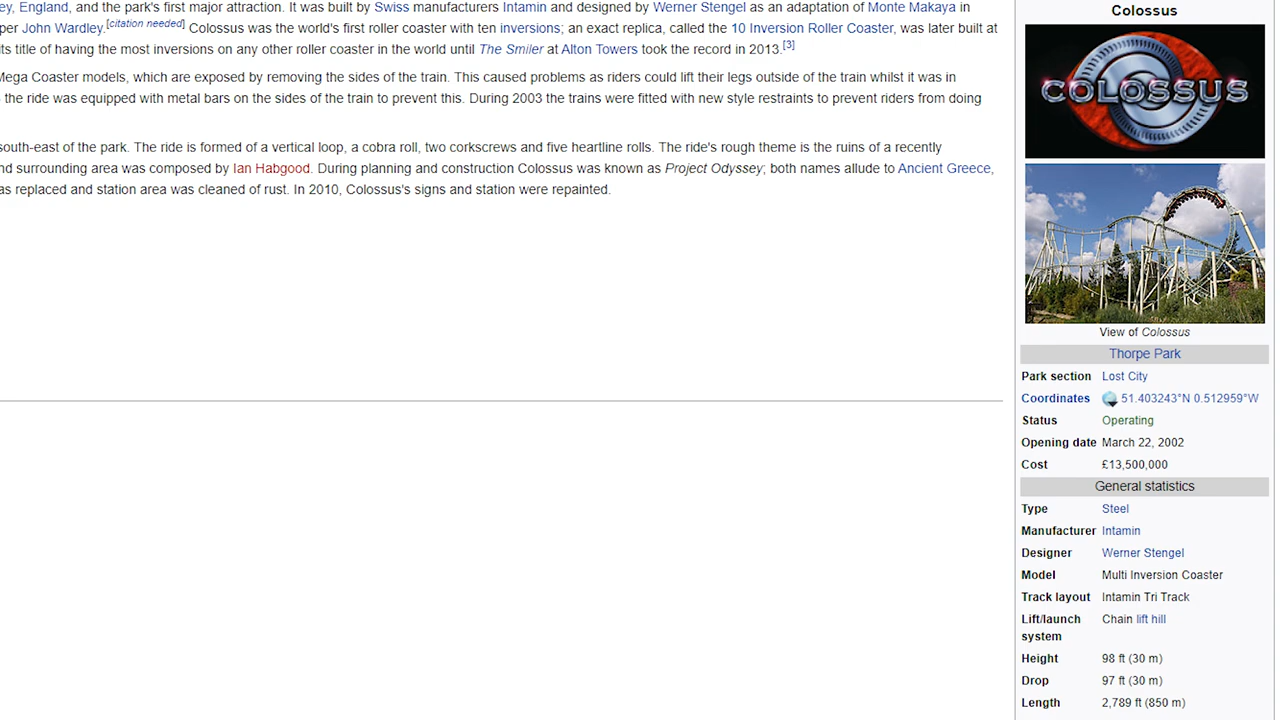 ey, England, and the park's first major attraction. It was built by Swiss manufacturers Intamin and designed by Werner Stengel as an adaptation of Monte Makaya in
per John Wardley.[citation needed] Colossus was the world's first roller coaster with ten inversions; an exact replica, called the 10 Inversion Roller Coaster, was later built at
its title of having the most inversions on any other roller coaster in the world until The Smiler at Alton Towers took the record in 2013.[3]
Mega Coaster models, which are exposed by removing the sides of the train. This caused problems as riders could lift their legs outside of the train whilst it was in
the ride was equipped with metal bars on the sides of the train to prevent this. During 2003 the trains were fitted with new style restraints to prevent riders from doing
south-east of the park. The ride is formed of a vertical loop, a cobra roll, two corkscrews and five heartline rolls. The ride's rough theme is the ruins of a recently
nd surrounding area was composed by Ian Habgood. During planning and construction Colossus was known as Project Odyssey; both names allude to Ancient Greece,
as replaced and station area was cleaned of rust. In 2010, Colossus's signs and station were repainted.
Colossus
COLOSSUS
View of Colossus
Thorpe Park
Park section Lost City
Coordinates 51.403243°N 0.512959°W
Status Operating
Opening date March 22, 2002
Cost £13,500,000
General statistics
Type Steel
Manufacturer Intamin
Designer Werner Stengel
Model Multi Inversion Coaster
Track layout Intamin Tri Track
Lift/launch Chain lift hill
system
Height 98 ft (30 m)
Drop 97 ft (30 m)
Length 2,789 ft (850 m)